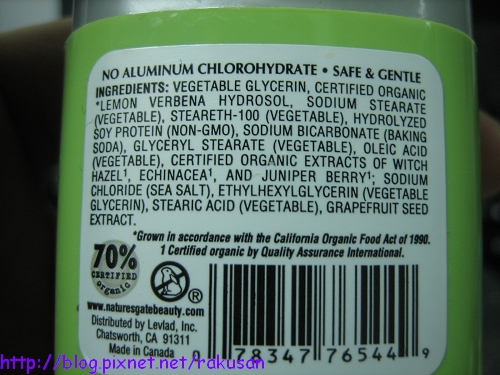 NO ALUMINUM CHLOROHYDRATE • SAFE & GENTLE
INGREDIENTS: VEGETABLE GLYCERIN, CERTIFIED ORGANIC
*LEMON VERBENA HYDROSOL, SODIUM STEARATE
(VEGETABLE), STEARETH-100 (VEGETABLE), HYDROLYZED
SOY PROTEIN (NON-GMO), SODIUM BICARBONATE (BAKING
SODA), GLYCERYL STEARATE (VEGETABLE), OLEIC ACID
(VEGETABLE), CERTIFIED ORGANIC EXTRACTS OF WITCH
HAZEL¹, ECHINACEA¹, AND JUNIPER BERRY¹; SODIUM
CHLORIDE (SEA SALT), ETHYLHEXYLGLYCERIN (VEGETABLE
GLYCERIN), STEARIC ACID (VEGETABLE), GRAPEFRUIT SEED
EXTRACT.
*Grown in accordance with the California Organic Food Act of 1990.
1 Certified organic by Quality Assurance International.
70%
CERTIFIED
organic
®
www.naturesgatebeauty.com
Distributed by Levlad, Inc.
Chatsworth, CA 91311
Made in Canada
0 78347 76544 9
http://blog.pixnet.net/rakusan